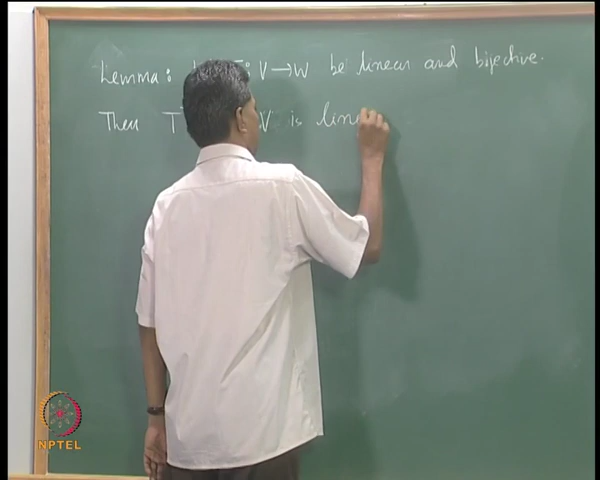 Lemma: T: V → W be linear and bijective.
Then T V is lin
NPTEL